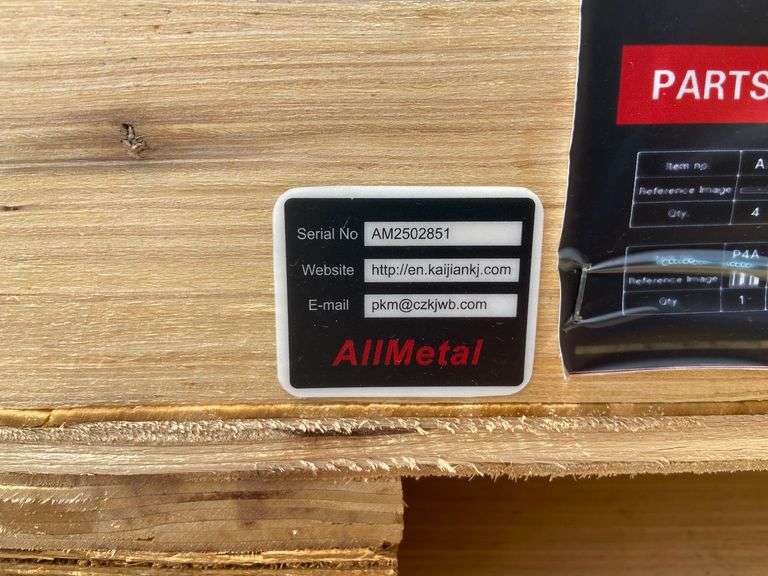 Serial No AM2502851
Website http://en.kaijiankj.com
E-mail pkm@czkjwb.com
AllMetal
PARTS
Item no. A
Reference Image
Qty. 4
P4A
Reference Image
Qty 1